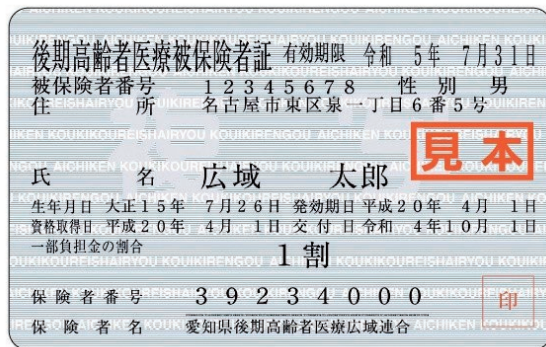 後期高齢者医療被保険者証 有効期限 令和 5年 7月31日
被保険者番号 12345678 性別 男
住所 名古屋市東区泉一丁目6番5号
見本
氏名 広域 太郎
生年月日 大正15年 7月26日 発効期日 平成20年 4月 1日
資格取得日 平成20年 4月 1日 交付日 令和 4年10月 1日
一部負担金の割合
1割
保険者番号 39234000
印
保険者名 愛知県後期高齢者医療広域連合